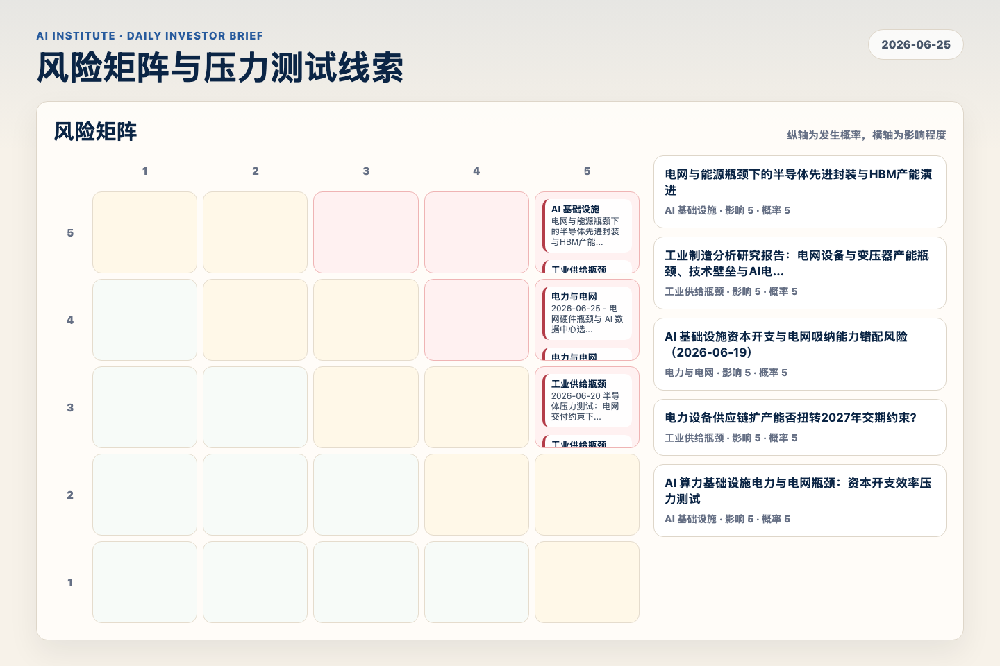 AI INSTITUTE · DAILY INVESTOR BRIEF
风险矩阵与压力测试线索
2026-06-25
风险矩阵
纵轴为发生概率，横轴为影响程度
1
2
3
4
5
5
AI 基础设施
电网与能源瓶颈下
的半导体先进封装
与HBM产能...
工业供给瓶颈
4
电力与电网
2026-06-25 - 电
网硬件瓶颈与 AI 数
据中心选...
电力与电网
3
工业供给瓶颈
2026-06-20 半导
体压力测试：电网
交付约束下...
工业供给瓶颈
2
1
电网与能源瓶颈下的半导体先进封装与HBM产能演
进
AI 基础设施 · 影响 5 · 概率 5
工业制造分析研究报告：电网设备与变压器产能瓶
颈、技术壁垒与AI电...
工业供给瓶颈 · 影响 5 · 概率 5
AI 基础设施资本开支与电网吸纳能力错配风险
（2026-06-19）
电力与电网 · 影响 5 · 概率 5
电力设备供应链扩产能否扭转2027年交期约束?
工业供给瓶颈 · 影响 5 · 概率 5
AI 算力基础设施电力与电网瓶颈：资本开支效率压
力测试
AI 基础设施 · 影响 5 · 概率 5